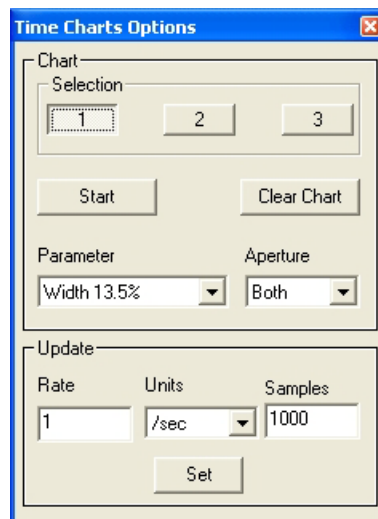 Time Charts Options
Chart
Selection
1 2 3
Start Clear Chart
Parameter Aperture
Width 13.5% Both
Update
Rate Units Samples
1 /sec 1000
Set